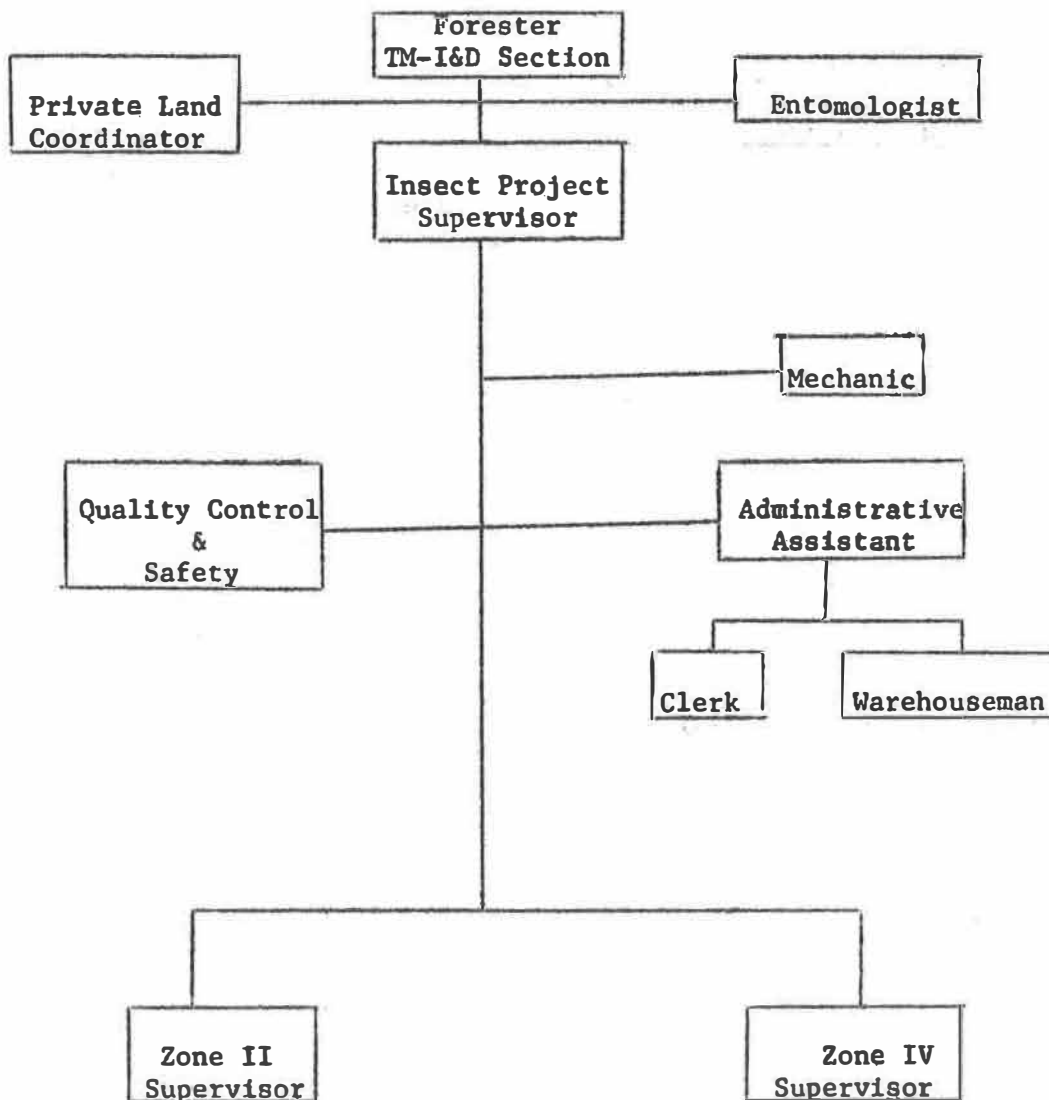 Forester
TM-I&D Section
Private Land
Coordinator
Entomologist
Insect Project
Supervisor
Mechanic
Quality Control
&
Safety
Administrative
Assistant
Clerk
Warehouseman
Zone II
Supervisor
Zone IV
Supervisor